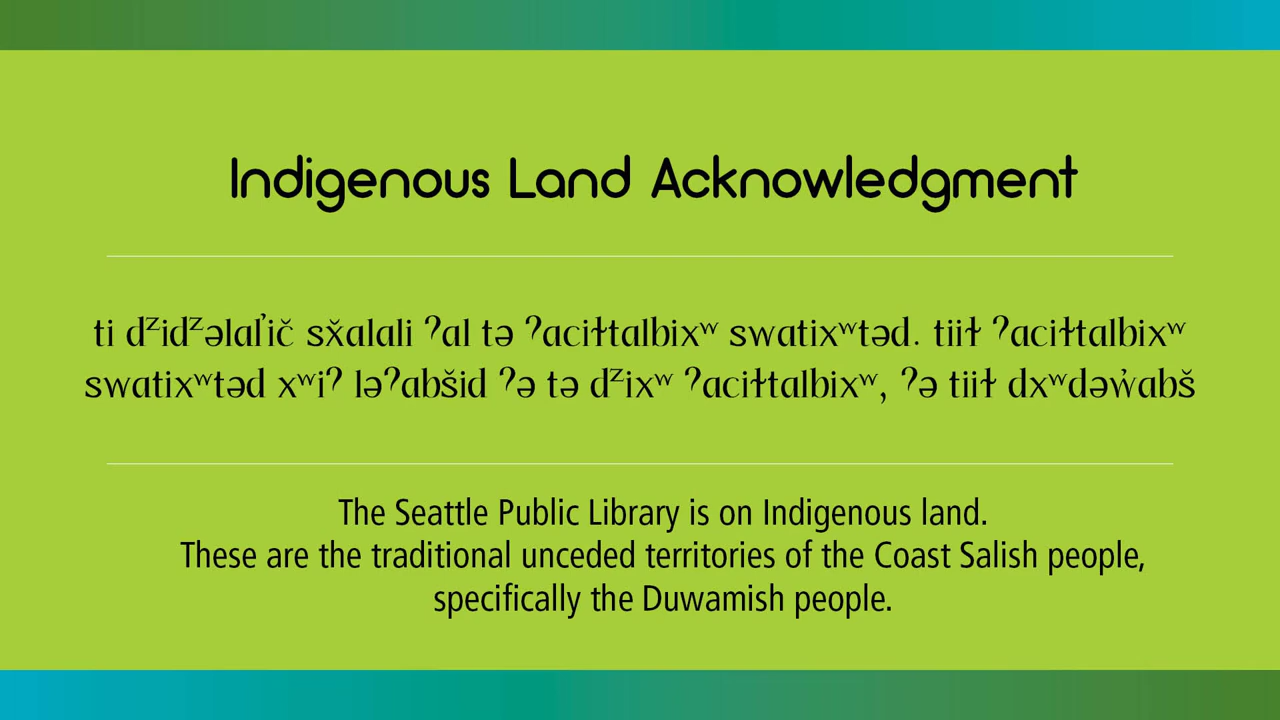 Indigenous Land Acknowledgment
ti dᶻidᶻəlal̓ič sx̌alali ʔal tə ʔaciɬtalbixʷ swatixʷtəd. tiiɬ ʔaciɬtalbixʷ
swatixʷtəd xʷiʔ ləʔabšid ʔə tə dᶻixʷ ʔaciɬtalbixʷ, ʔə tiiɬ dxʷdəw̓abš
The Seattle Public Library is on Indigenous land.
These are the traditional unceded territories of the Coast Salish people,
specifically the Duwamish people.